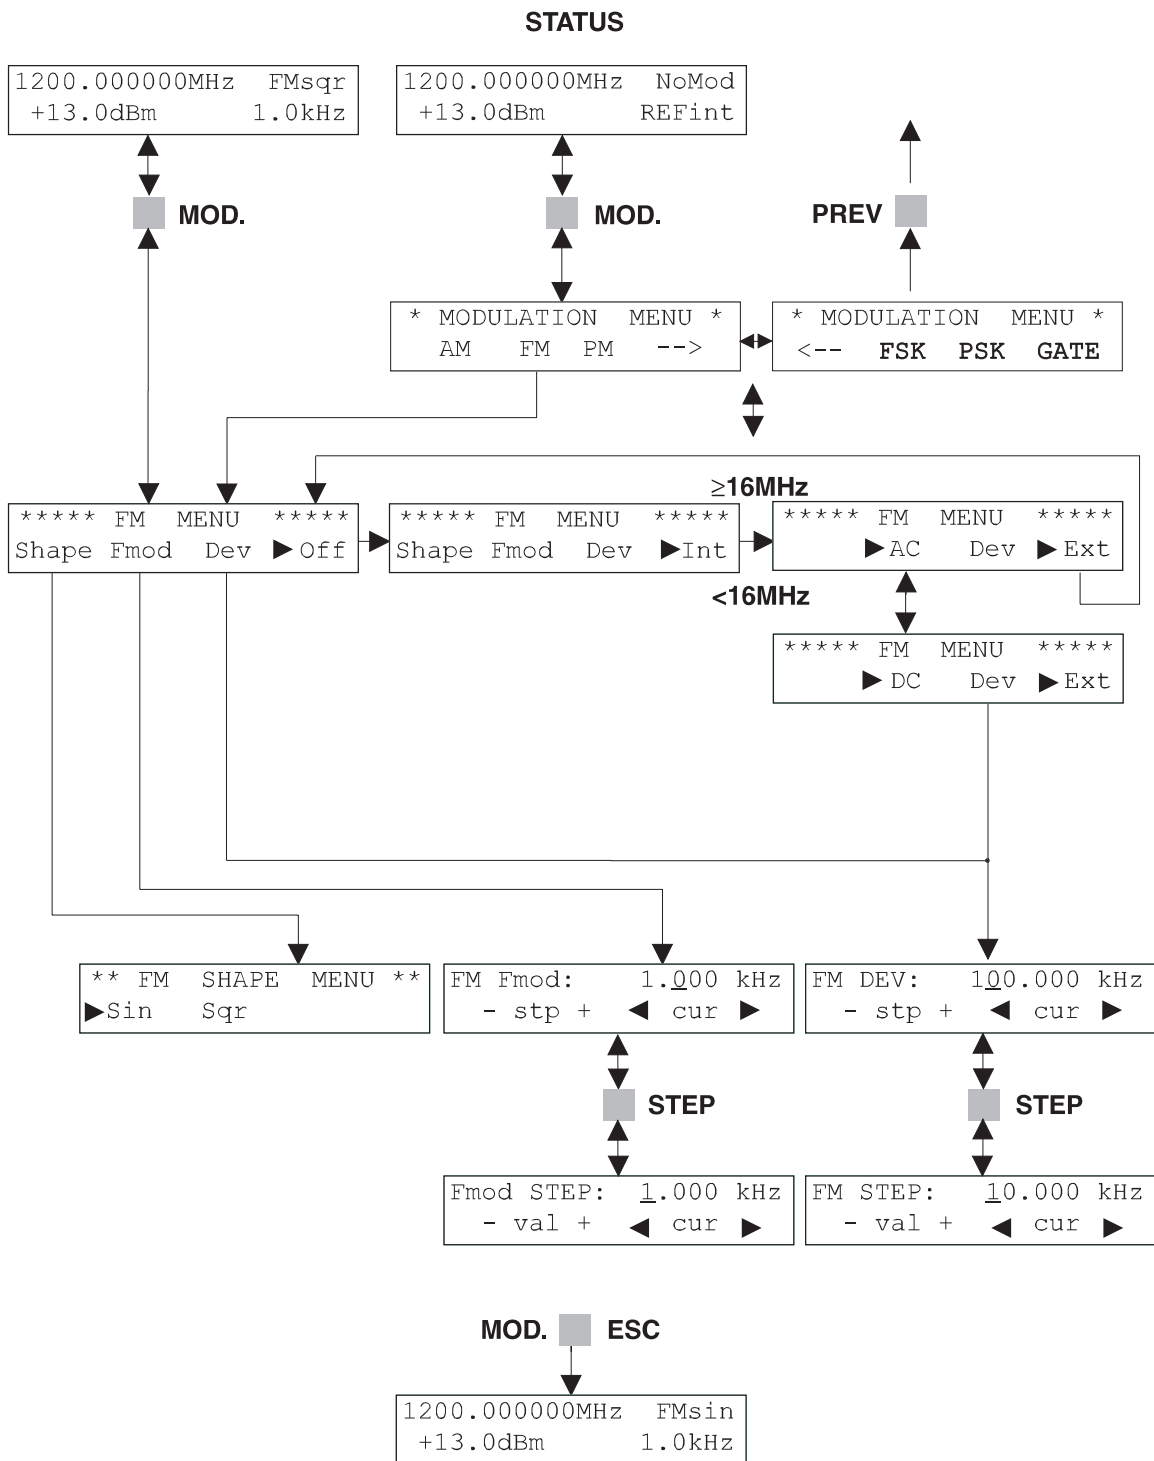 STATUS
1200.000000MHz FMsqr
+13.0dBm 1.0kHz
1200.000000MHz NoMod
+13.0dBm REFint
MOD.
MOD.
PREV
* MODULATION MENU *
AM FM PM -->
* MODULATION MENU *
<-- FSK PSK GATE
≥16MHz
***** FM MENU *****
Shape Fmod Dev ▶Off
***** FM MENU *****
Shape Fmod Dev ▶Int
***** FM MENU *****
▶AC Dev ▶Ext
<16MHz
***** FM MENU *****
▶DC Dev ▶Ext
** FM SHAPE MENU **
▶Sin Sqr
FM Fmod: 1.000 kHz
- stp + ◀ cur ▶
FM DEV: 100.000 kHz
- stp + ◀ cur ▶
STEP
STEP
Fmod STEP: 1.000 kHz
- val + ◀ cur ▶
FM STEP: 10.000 kHz
- val + ◀ cur ▶
MOD. ESC
1200.000000MHz FMsin
+13.0dBm 1.0kHz